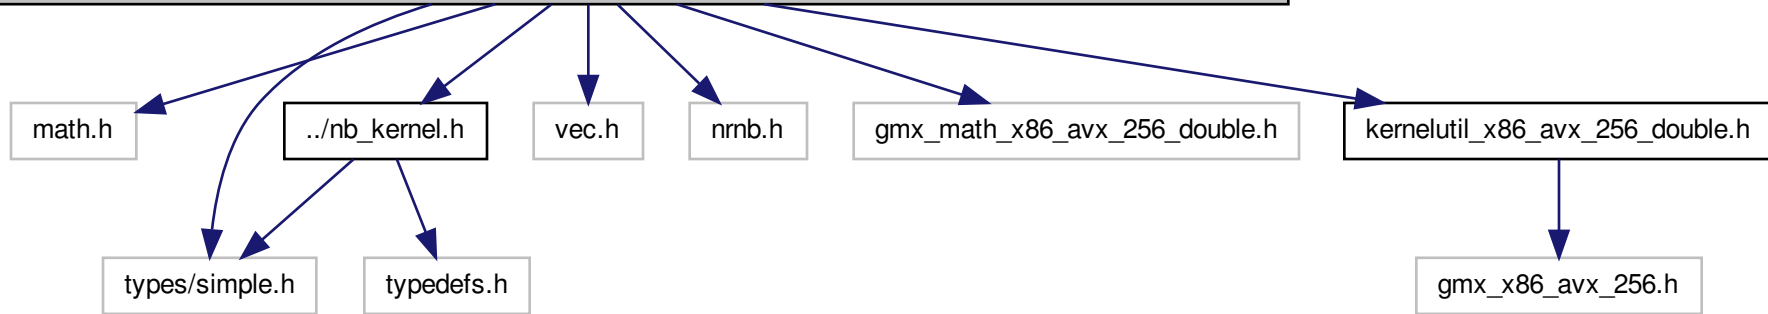 math.h
../nb_kernel.h
vec.h
nrnb.h
gmx_math_x86_avx_256_double.h
kernelutil_x86_avx_256_double.h
types/simple.h
typedefs.h
gmx_x86_avx_256.h